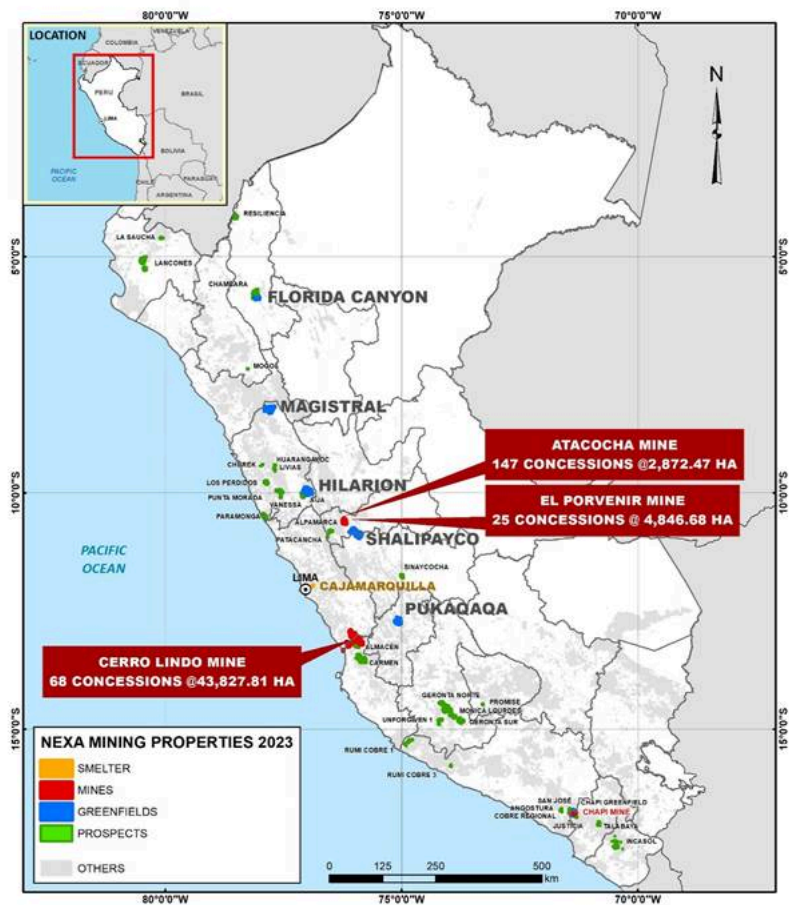 80°0'0"W
75°0'0"W
70°0'0"W
LOCATION
VENEZUELA
COLOMBIA
ECUADOR
PERU
BRASIL
LIMA
BOLIVIA
PACIFIC
OCEAN
PARAGUAY
CHILE
ARGENTINA
N
RESILIENCIA
LA SAUCHA
5°0'0"S
5°0'0"S
LANCONES
CHAMBARA
FLORIDA CANYON
MOGOS
MAGISTRAL
ATACOCHA MINE
147 CONCESSIONS @2,872.47 HA
HUARANGAYOC
CHUREK
LIVIAS
LOS PERDIDOS
HILARION
10°0'0"S
10°0'0"S
PUNTA MORADA
VANESSA
AIJA
EL PORVENIR MINE
25 CONCESSIONS @ 4,846.68 HA
PARAMONGA
ALPAMARCA
PATACANCHA
SHALIPAYCO
PACIFIC
OCEAN
SINAYCOCHA
LIMA
CAJAMARQUILLA
PUKAQAQA
ALMACEN
CARMEN
CERRO LINDO MINE
68 CONCESSIONS @43,827.81 HA
GERONTA NORTE
PROMISE
MONICA LOURDES
UNFORGIVEN 1
GERONTA SUR
15°0'0"S
15°0'0"S
RUMI COBRE 1
RUMI COBRE 3
NEXA MINING PROPERTIES 2023
SMELTER
MINES
GREENFIELDS
PROSPECTS
OTHERS
SAN JOSÉ
CHAPI GREENFIELD
ANGOSTURA
CHAPI MINE
COBRE REGIONAL
JUSTICIA
TALABAYA
INCASOL
0 125 250 500
km
80°0'0"W
75°0'0"W
70°0'0"W